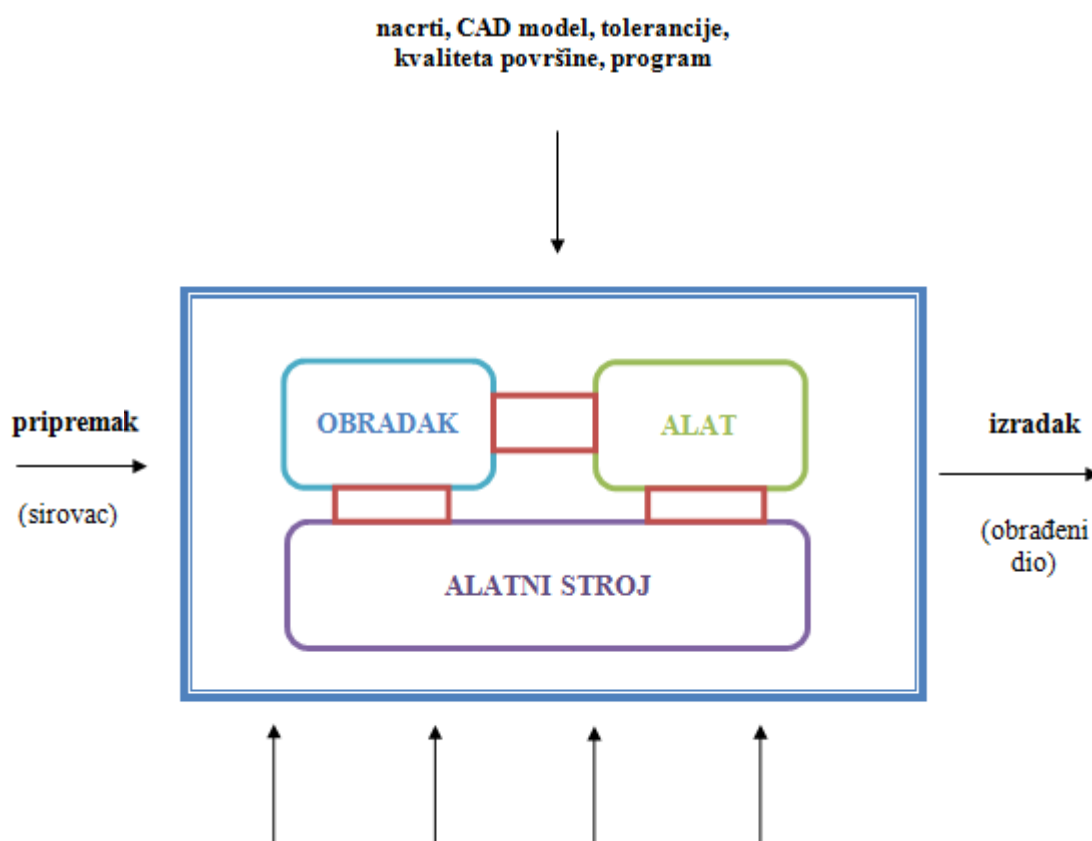 nacrti, CAD model, tolerancije,
kvaliteta površine, program
pripremak
(sirovac)
OBRADAK
ALAT
ALATNI STROJ
izradak
(obrađeni
dio)